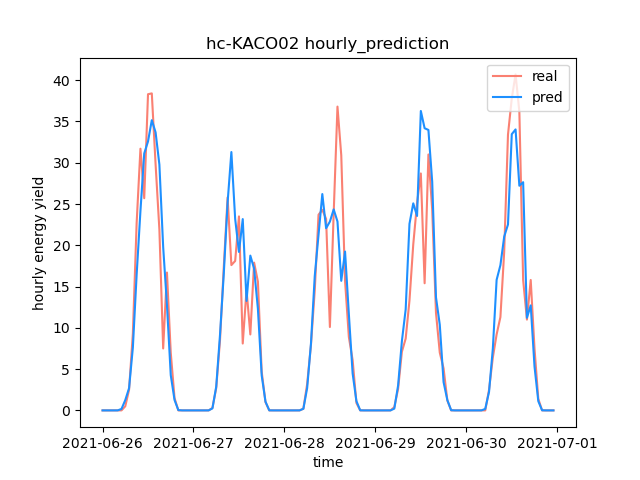 hc-KACO02 hourly_prediction
real
pred
40
35
30
25
20
15
10
5
0
hourly energy yield
2021-06-26 2021-06-27 2021-06-28 2021-06-29 2021-06-30 2021-07-01
time